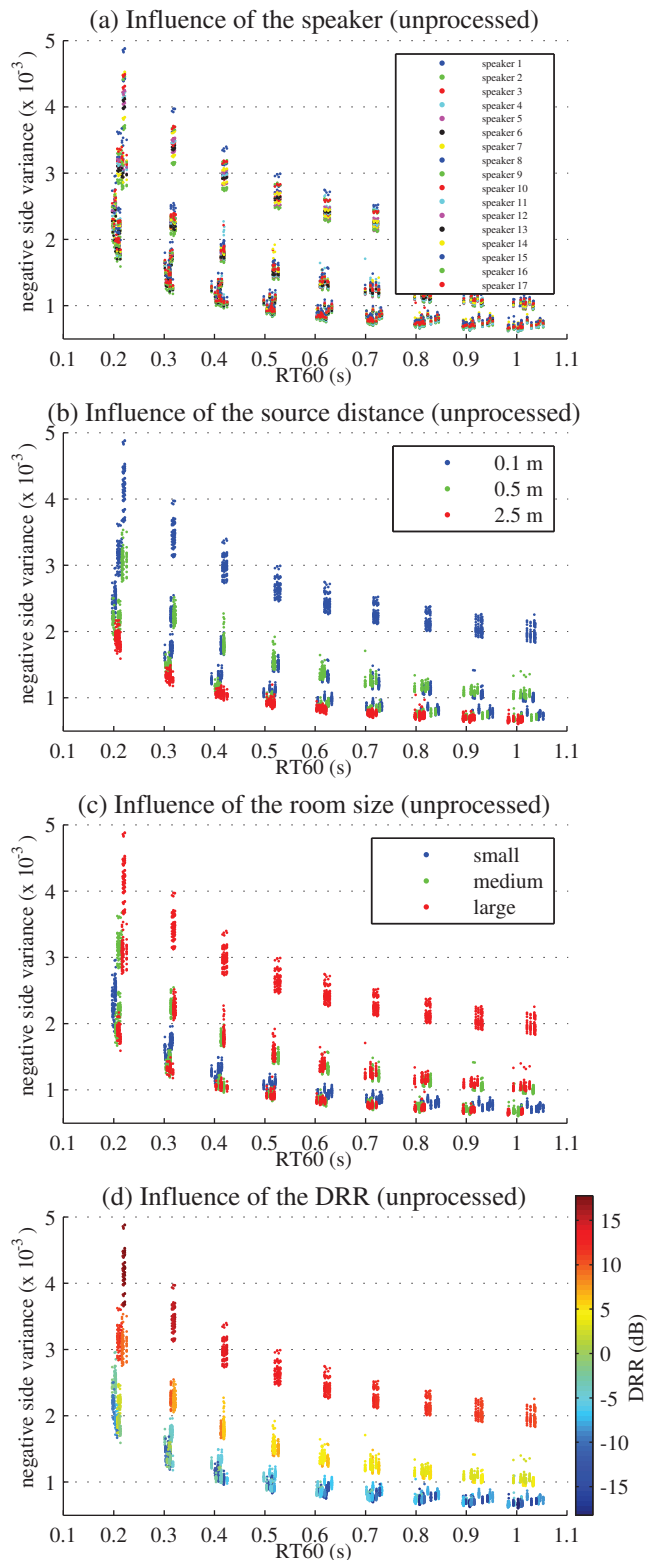 (a) Influence of the speaker (unprocessed)
negative side variance (x 10⁻³)
5
4
3
2
1
speaker 1
speaker 2
speaker 3
speaker 4
speaker 5
speaker 6
speaker 7
speaker 8
speaker 9
speaker 10
speaker 11
speaker 12
speaker 13
speaker 14
speaker 15
speaker 16
speaker 17
0.1 0.2 0.3 0.4 0.5 0.6 0.7 0.8 0.9 1 1.1
RT60 (s)
(b) Influence of the source distance (unprocessed)
negative side variance (x 10⁻³)
5
4
3
2
1
0.1 m
0.5 m
2.5 m
0.1 0.2 0.3 0.4 0.5 0.6 0.7 0.8 0.9 1 1.1
RT60 (s)
(c) Influence of the room size (unprocessed)
negative side variance (x 10⁻³)
5
4
3
2
1
small
medium
large
0.1 0.2 0.3 0.4 0.5 0.6 0.7 0.8 0.9 1 1.1
RT60 (s)
(d) Influence of the DRR (unprocessed)
negative side variance (x 10⁻³)
5
4
3
2
1
0.1 0.2 0.3 0.4 0.5 0.6 0.7 0.8 0.9 1 1.1
RT60 (s)
15
10
5
0
-5
-10
-15
DRR (dB)